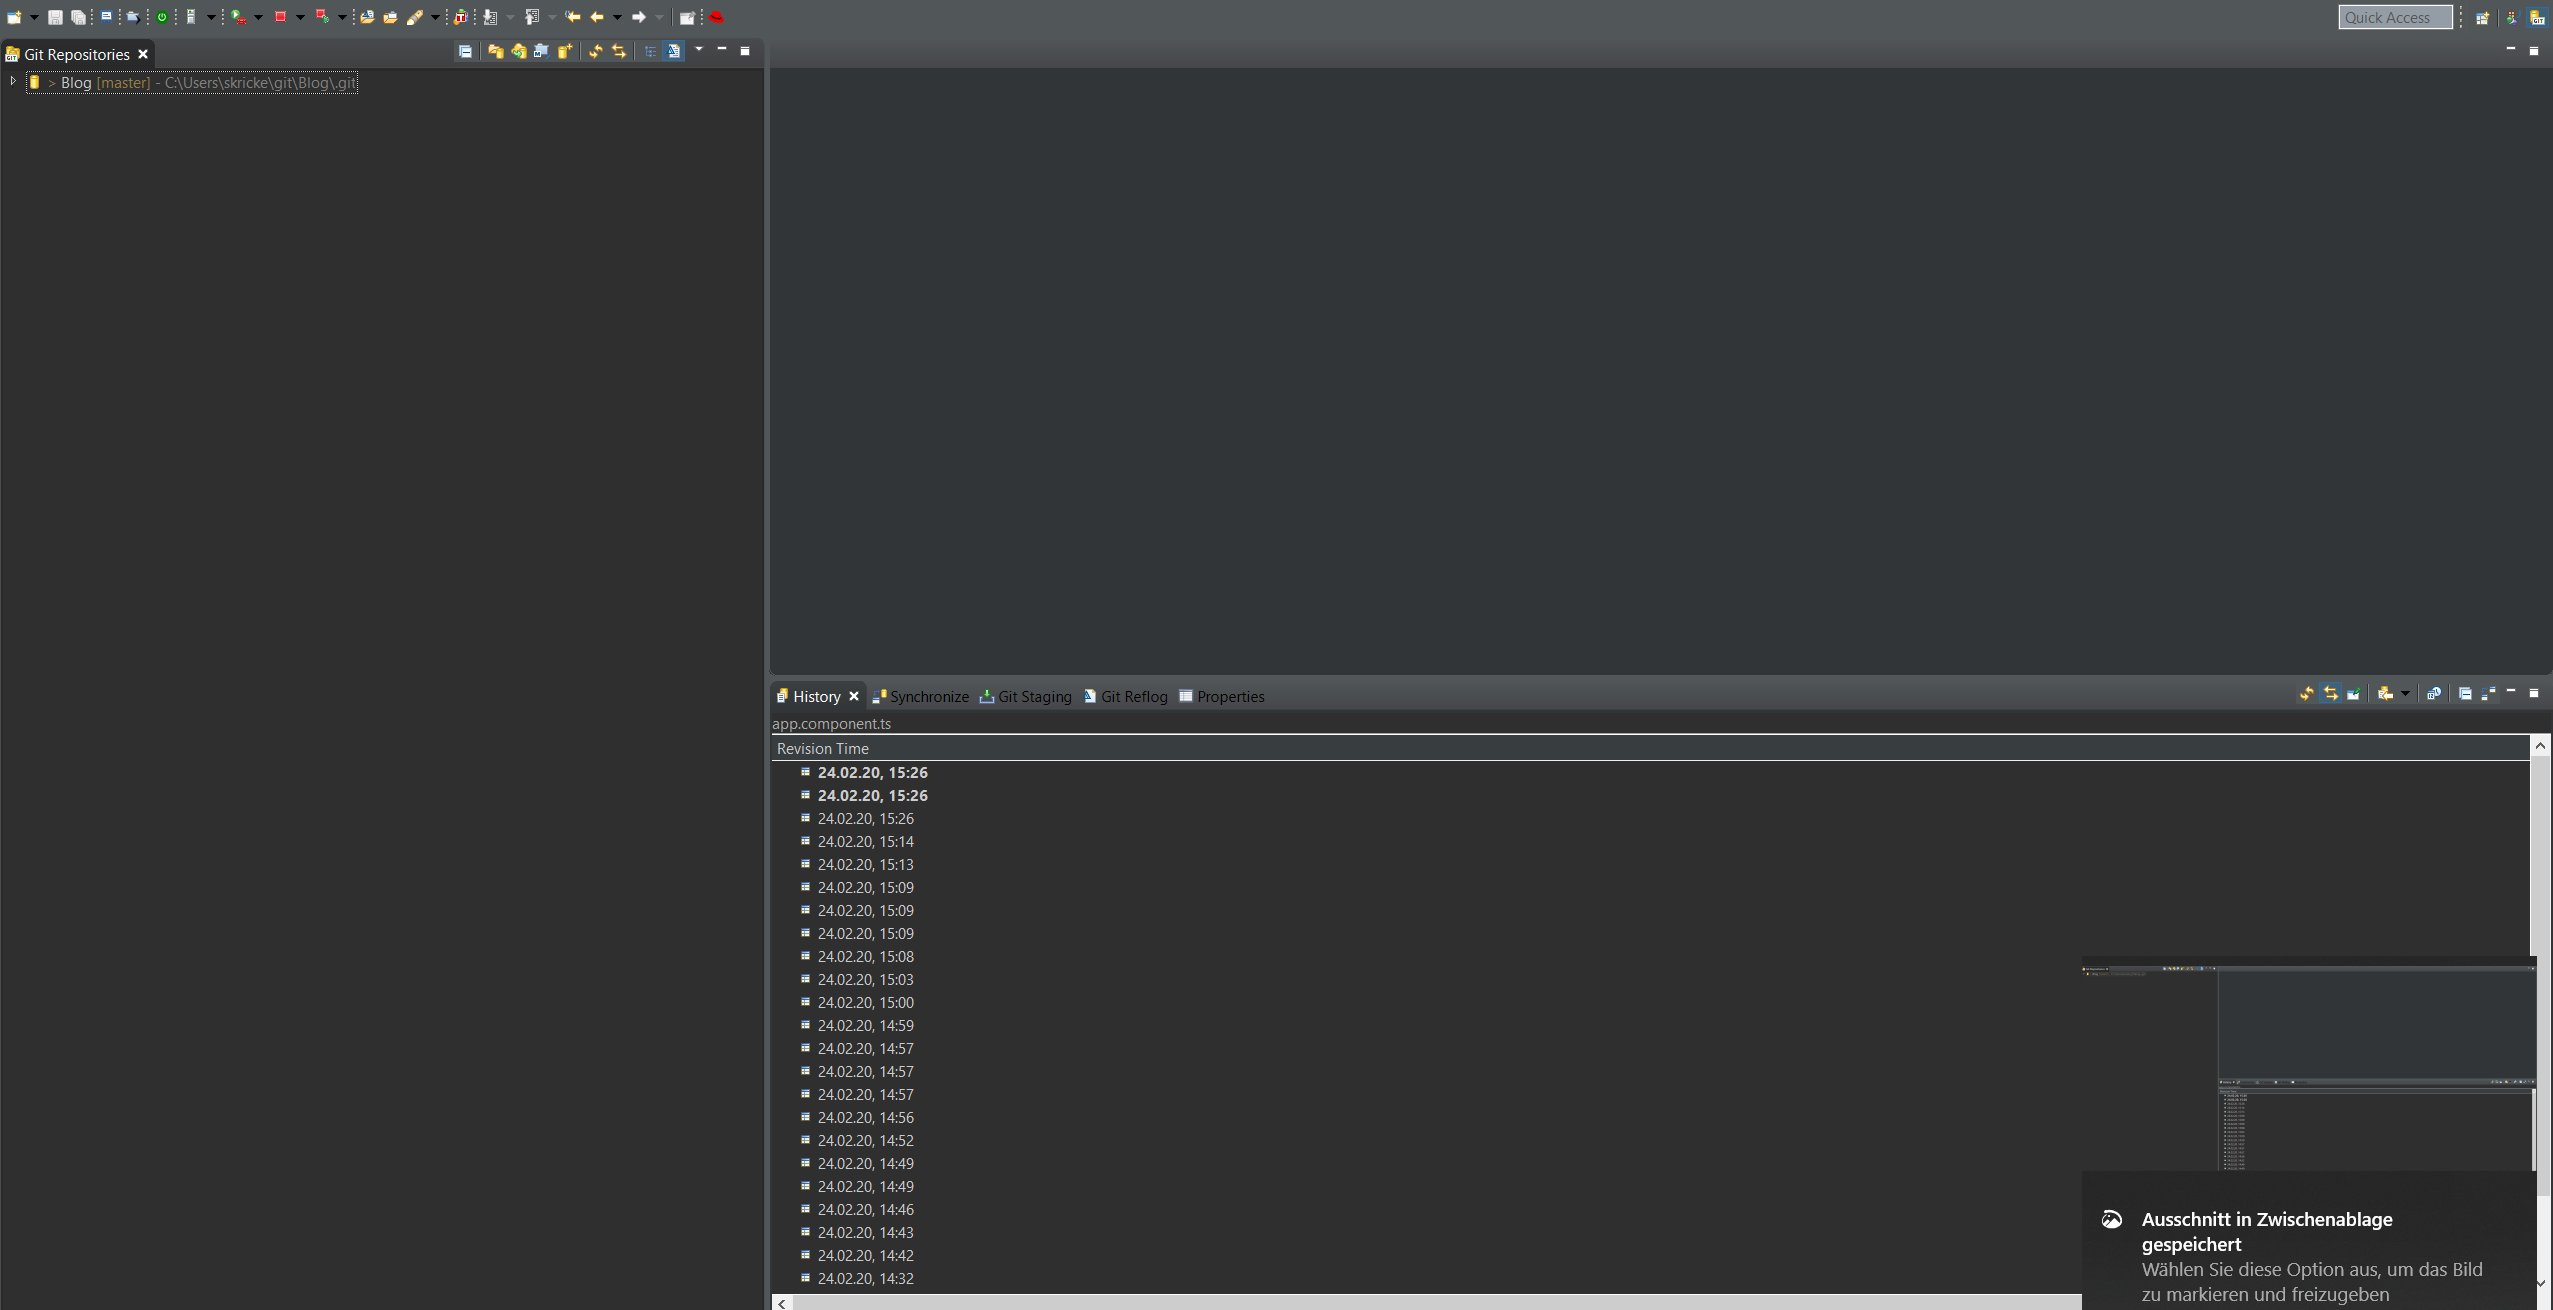 Quick Access
Git Repositories
> Blog [master] - C:\Users\skricke\git\Blog\.git
History
Synchronize
Git Staging
Git Reflog
Properties
app.component.ts
Revision Time
24.02.20, 15:26
24.02.20, 15:26
24.02.20, 15:26
24.02.20, 15:14
24.02.20, 15:13
24.02.20, 15:09
24.02.20, 15:09
24.02.20, 15:09
24.02.20, 15:08
24.02.20, 15:03
24.02.20, 15:00
24.02.20, 14:59
24.02.20, 14:57
24.02.20, 14:57
24.02.20, 14:57
24.02.20, 14:56
24.02.20, 14:52
24.02.20, 14:49
24.02.20, 14:49
24.02.20, 14:46
24.02.20, 14:43
24.02.20, 14:42
24.02.20, 14:32
Ausschnitt in Zwischenablage
gespeichert
Wählen Sie diese Option aus, um das Bild
zu markieren und freizugeben